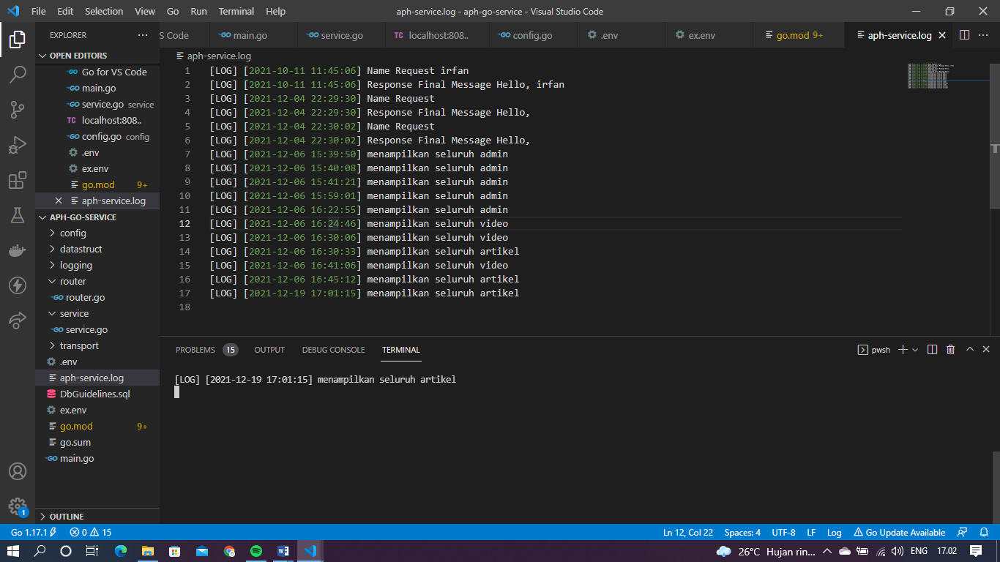 File Edit Selection View Go Run Terminal Help aph-service.log - aph-go-service - Visual Studio Code
EXPLORER
OPEN EDITORS
Go for VS Code
main.go
service.go service
localhost:808..
config.go config
.env
ex.env
go.mod 9+
aph-service.log
APH-GO-SERVICE
config
datastruct
logging
router
router.go
service
service.go
transport
.env
aph-service.log
DbGuidelines.sql
ex.env
go.mod 9+
go.sum
main.go
OUTLINE
S Code main.go service.go TC localhost:808.. config.go .env ex.env go.mod 9+ aph-service.log
aph-service.log
1 [LOG] [2021-10-11 11:45:06] Name Request irfan
2 [LOG] [2021-10-11 11:45:06] Response Final Message Hello, irfan
3 [LOG] [2021-12-04 22:29:30] Name Request
4 [LOG] [2021-12-04 22:29:30] Response Final Message Hello,
5 [LOG] [2021-12-04 22:30:02] Name Request
6 [LOG] [2021-12-04 22:30:02] Response Final Message Hello,
7 [LOG] [2021-12-06 15:39:50] menampilkan seluruh admin
8 [LOG] [2021-12-06 15:40:08] menampilkan seluruh admin
9 [LOG] [2021-12-06 15:41:21] menampilkan seluruh admin
10 [LOG] [2021-12-06 15:59:01] menampilkan seluruh admin
11 [LOG] [2021-12-06 16:22:55] menampilkan seluruh admin
12 [LOG] [2021-12-06 16:24:46] menampilkan seluruh video
13 [LOG] [2021-12-06 16:30:06] menampilkan seluruh video
14 [LOG] [2021-12-06 16:30:33] menampilkan seluruh artikel
15 [LOG] [2021-12-06 16:41:06] menampilkan seluruh video
16 [LOG] [2021-12-06 16:45:12] menampilkan seluruh artikel
17 [LOG] [2021-12-19 17:01:15] menampilkan seluruh artikel
18
PROBLEMS 15 OUTPUT DEBUG CONSOLE TERMINAL pwsh
[LOG] [2021-12-19 17:01:15] menampilkan seluruh artikel
1
Go 1.17.1 0 15 Ln 12, Col 22 Spaces: 4 UTF-8 LF Log Go Update Available
26°C Hujan rin... ENG 17.02